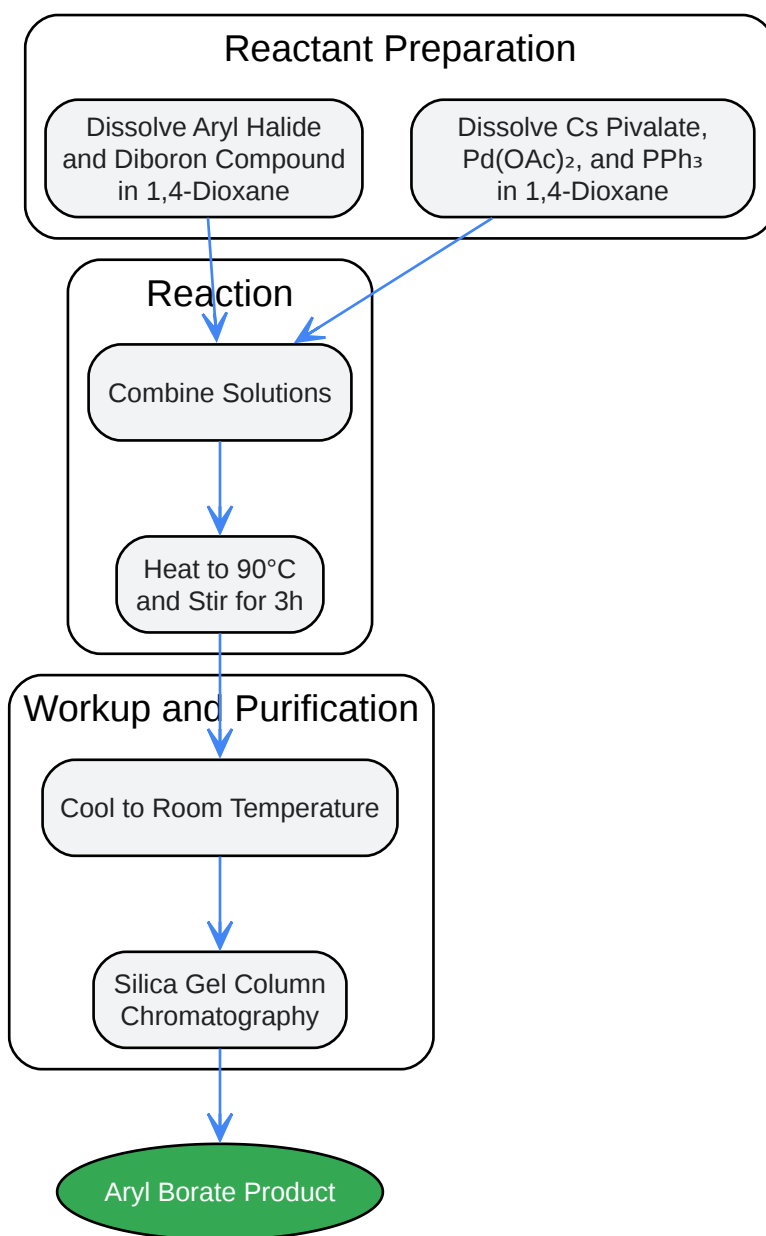 Reactant Preparation
Dissolve Aryl Halide
and Diboron Compound
in 1,4-Dioxane
Dissolve Cs Pivalate,
Pd(OAc)₂, and PPh₃
in 1,4-Dioxane
Reaction
Combine Solutions
Heat to 90°C
and Stir for 3h
Workup and Purification
Cool to Room Temperature
Silica Gel Column
Chromatography
Aryl Borate Product